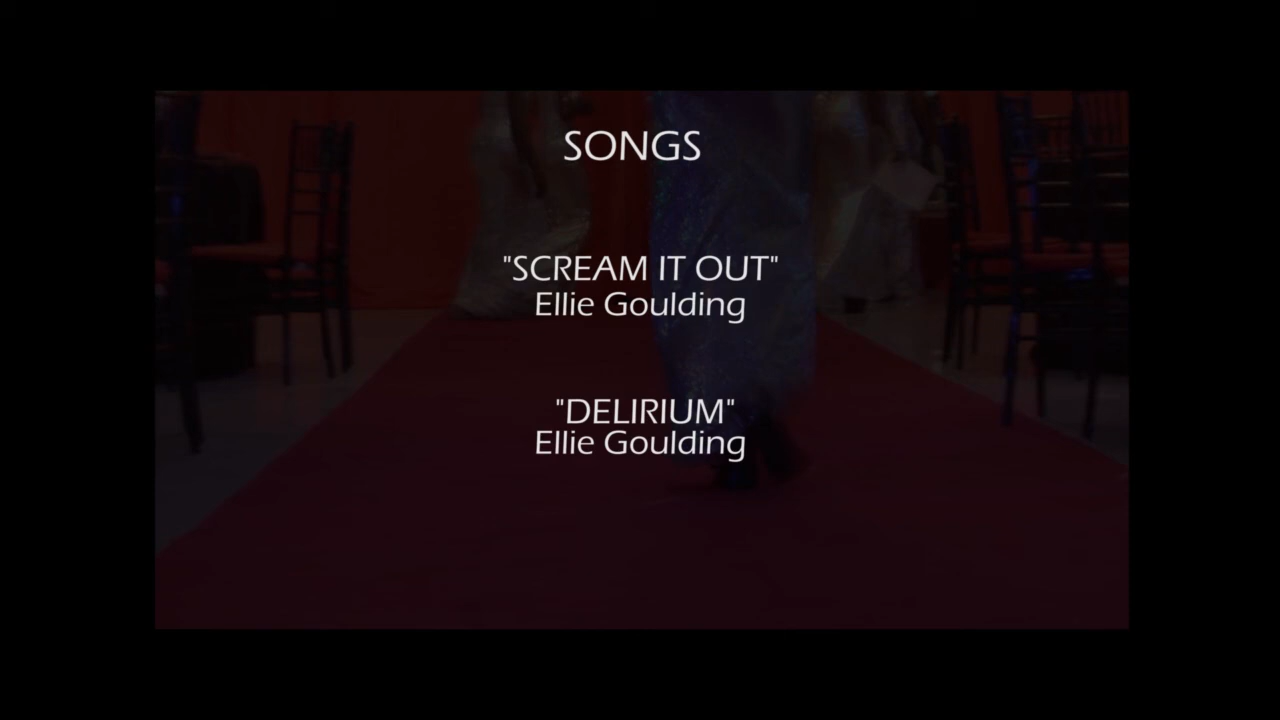 SONGS
"SCREAM IT OUT"
Ellie Goulding
"DELIRIUM"
Ellie Goulding